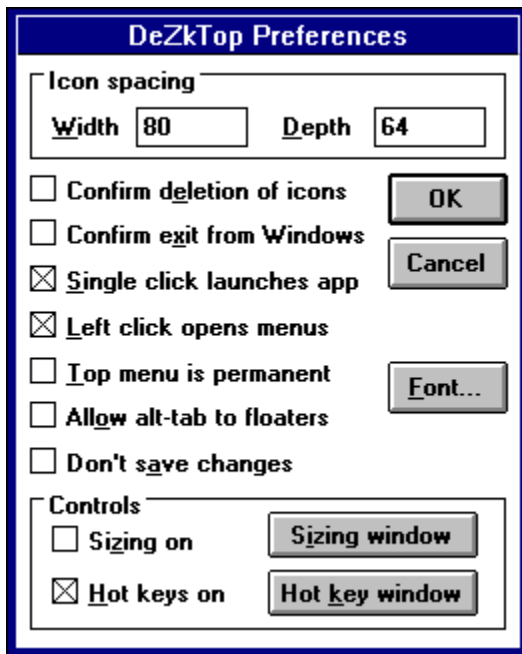 DeZkTop Preferences
Icon spacing
Width 80 Depth 64
Confirm deletion of icons
OK
Confirm exit from Windows
Cancel
Single click launches app
Left click opens menus
Top menu is permanent
Font...
Allow alt-tab to floaters
Don't save changes
Controls
Sizing on Sizing window
Hot keys on Hot key window